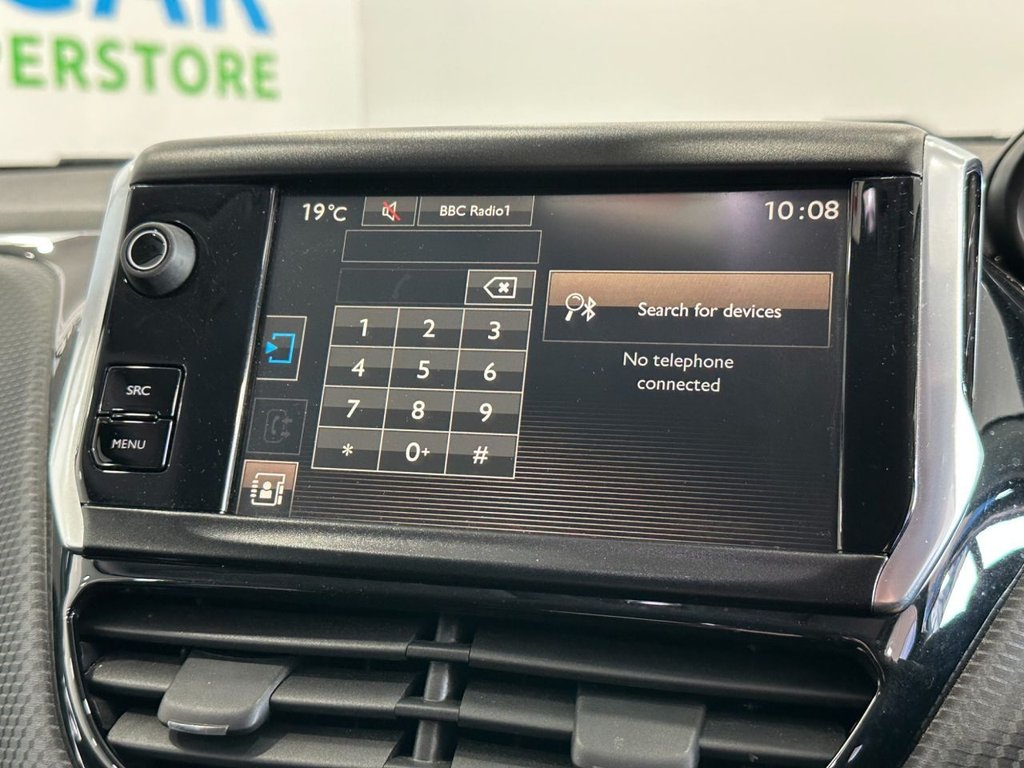 CAR
PERSTORE
19°C
BBC Radio1
10:08
Search for devices
No telephone
connected
1 2 3
4 5 6
7 8 9
* 0+ #
SRC
MENU